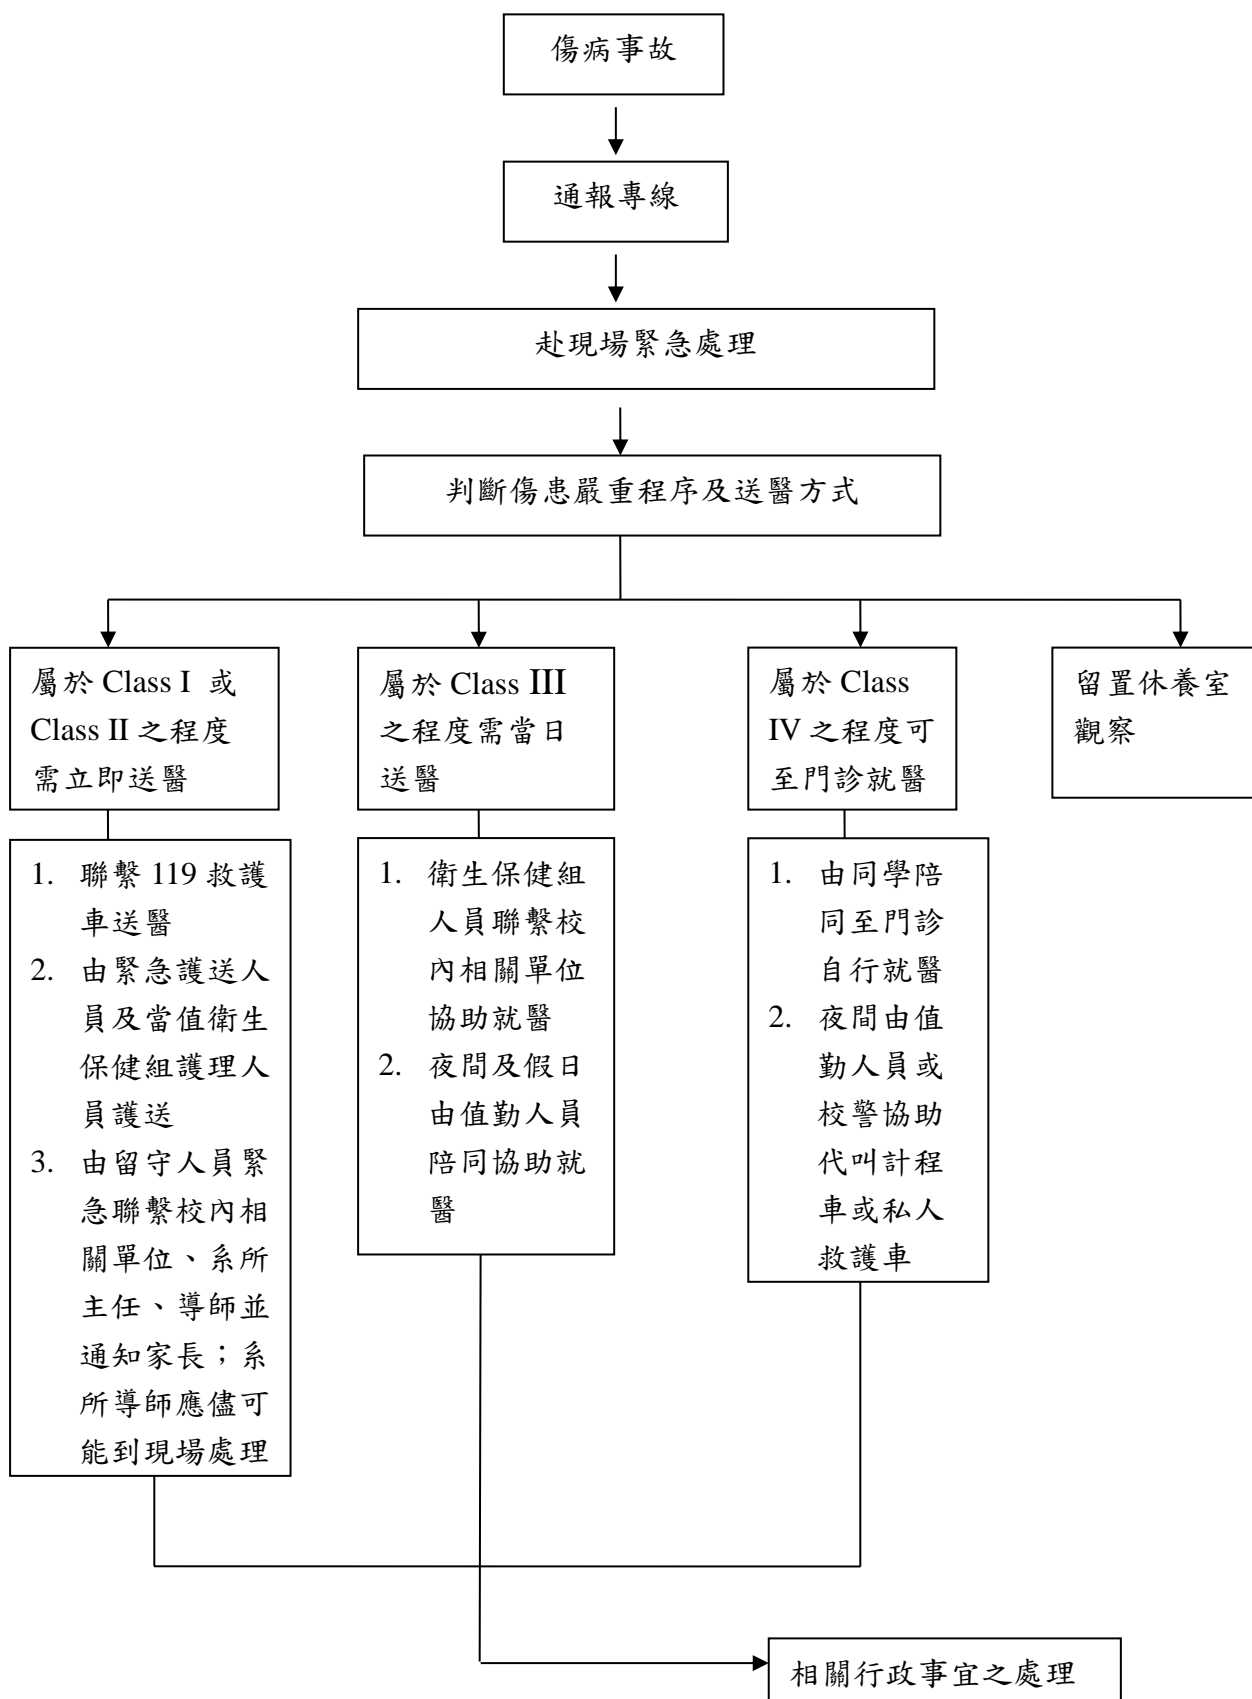 傷病事故
通報專線
赴現場緊急處理
判斷傷患嚴重程序及送醫方式
屬於 Class I 或
Class II 之程度
需立即送醫
屬於 Class III
之程度需當日
送醫
屬於 Class
IV 之程度可
至門診就醫
留置休養室
觀察
1. 聯繫 119 救護
車送醫
2. 由緊急護送人
員及當值衛生
保健組護理人
員護送
3. 由留守人員緊
急聯繫校內相
關單位、系所
主任、導師並
通知家長；系
所導師應儘可
能到現場處理
1. 衛生保健組
人員聯繫校
內相關單位
協助就醫
2. 夜間及假日
由值勤人員
陪同協助就
醫
1. 由同學陪
同至門診
自行就醫
2. 夜間由值
勤人員或
校警協助
代叫計程
車或私人
救護車
相關行政事宜之處理